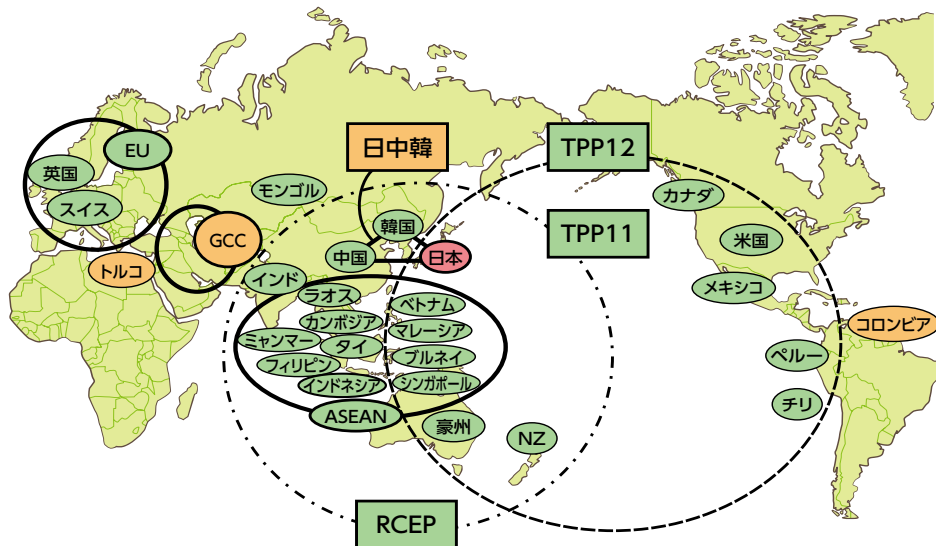 日中韓
TPP12
EU
英国
スイス
モンゴル
カナダ
TPP11
韓国
米国
GCC
中国
日本
トルコ
インド
メキシコ
ラオス
ベトナム
コロンビア
カンボジア
マレーシア
ミャンマー
タイ
ブルネイ
ペルー
フィリピン
インドネシア
シンガポール
チリ
ASEAN
豪州
NZ
RCEP